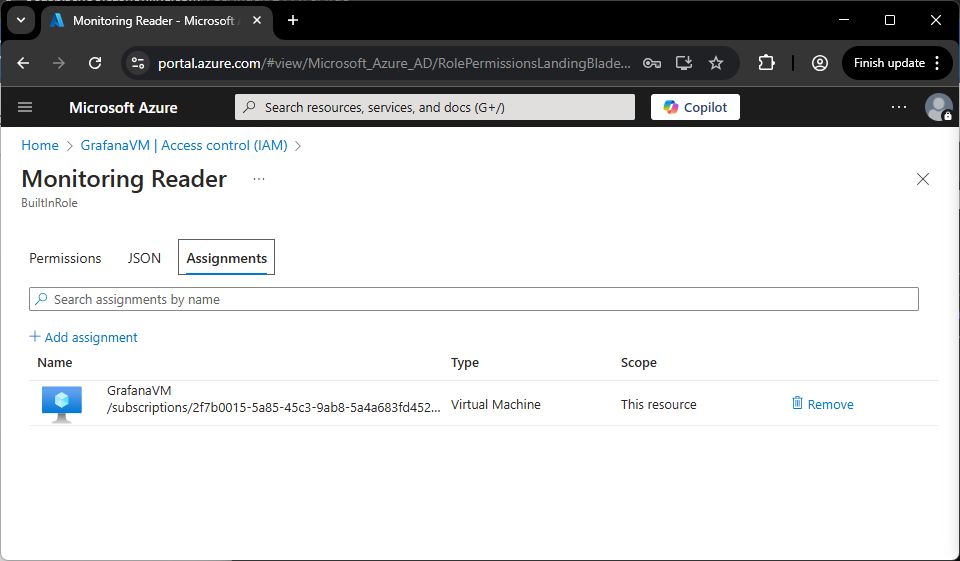 Monitoring Reader - Microsoft A
portal.azure.com/#view/Microsoft_Azure_AD/RolePermissionsLandingBlade...
Finish update
Microsoft Azure
Search resources, services, and docs (G+/)
Copilot
Home > GrafanaVM | Access control (IAM) >
Monitoring Reader ...
BuiltInRole
Permissions
JSON
Assignments
Search assignments by name
+ Add assignment
Name
Type
Scope
GrafanaVM
/subscriptions/2f7b0015-5a85-45c3-9ab8-5a4a683fd452...
Virtual Machine
This resource
Remove